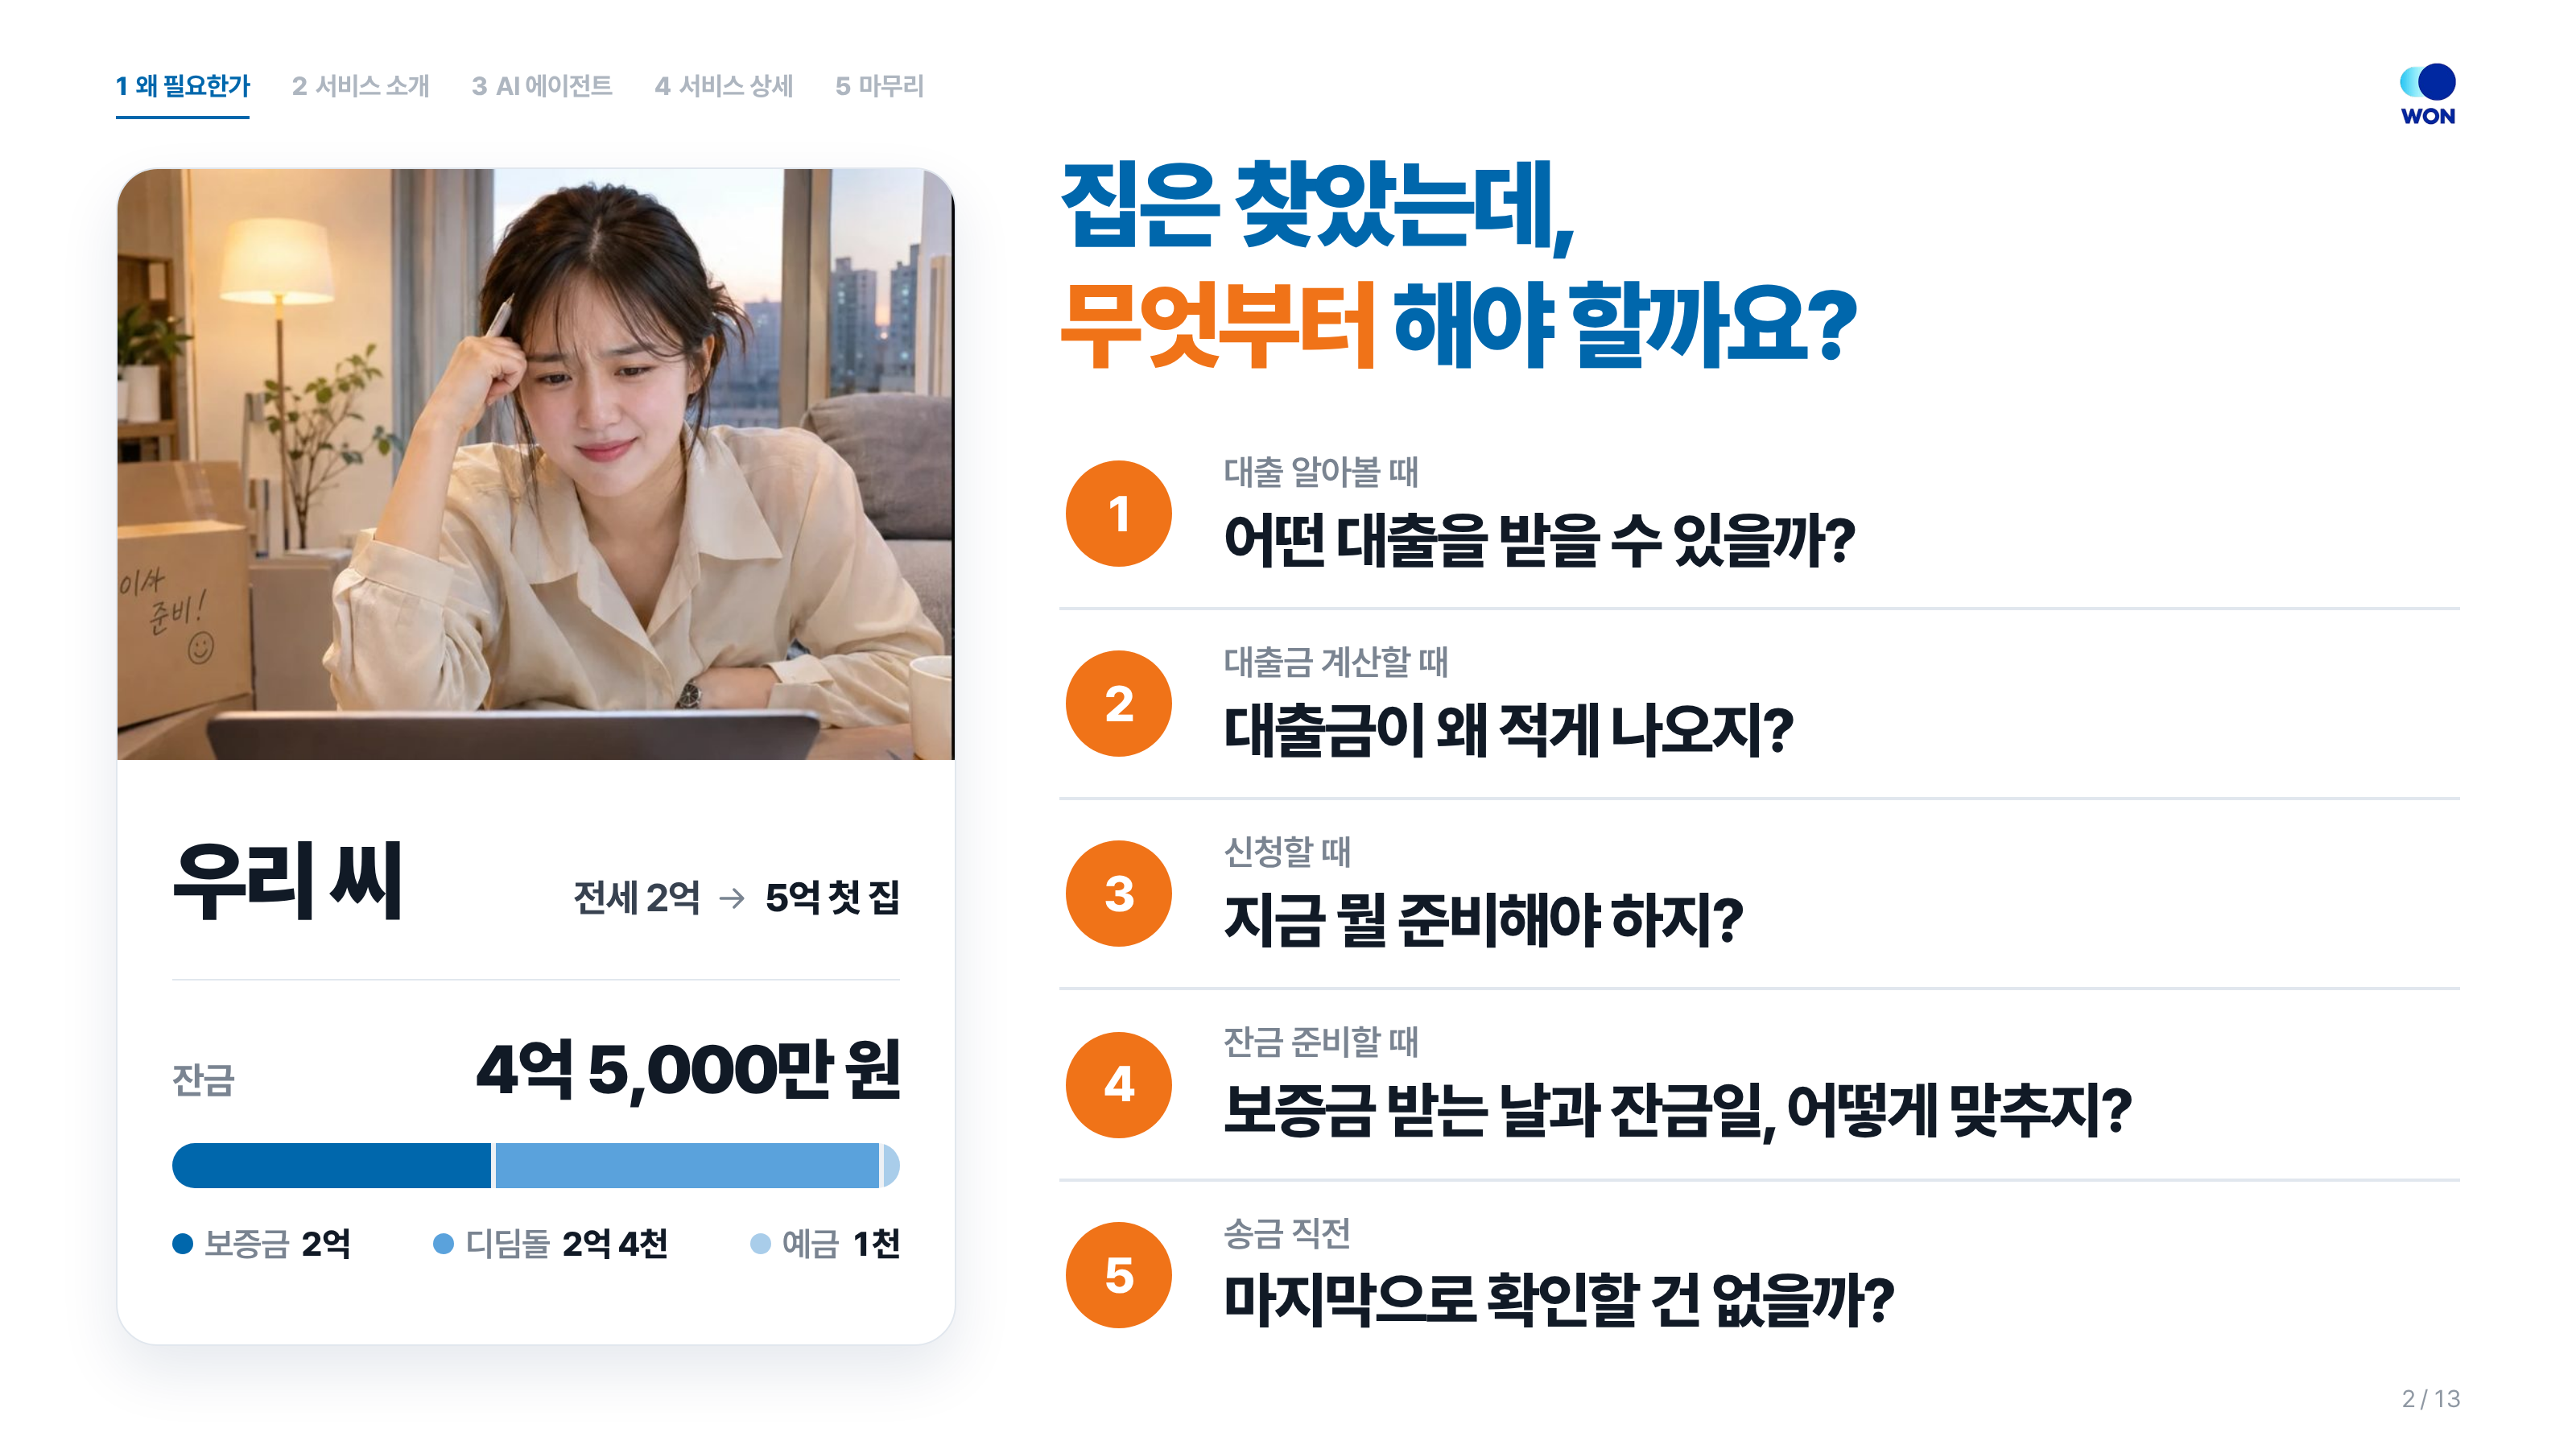 1 왜 필요한가 2 서비스 소개 3 AI 에이전트 4 서비스 상세 5 마무리
WON
이사
준비!
우리 씨
전세 2억 → 5억 첫 집
잔금 4억 5,000만 원
보증금 2억 디딤돌 2억 4천 예금 1천
집은 찾았는데,
무엇부터 해야 할까요?
1
대출 알아볼 때
어떤 대출을 받을 수 있을까?
2
대출금 계산할 때
대출금이 왜 적게 나오지?
3
신청할 때
지금 뭘 준비해야 하지?
4
잔금 준비할 때
보증금 받는 날과 잔금일, 어떻게 맞추지?
5
송금 직전
마지막으로 확인할 건 없을까?
2 / 13